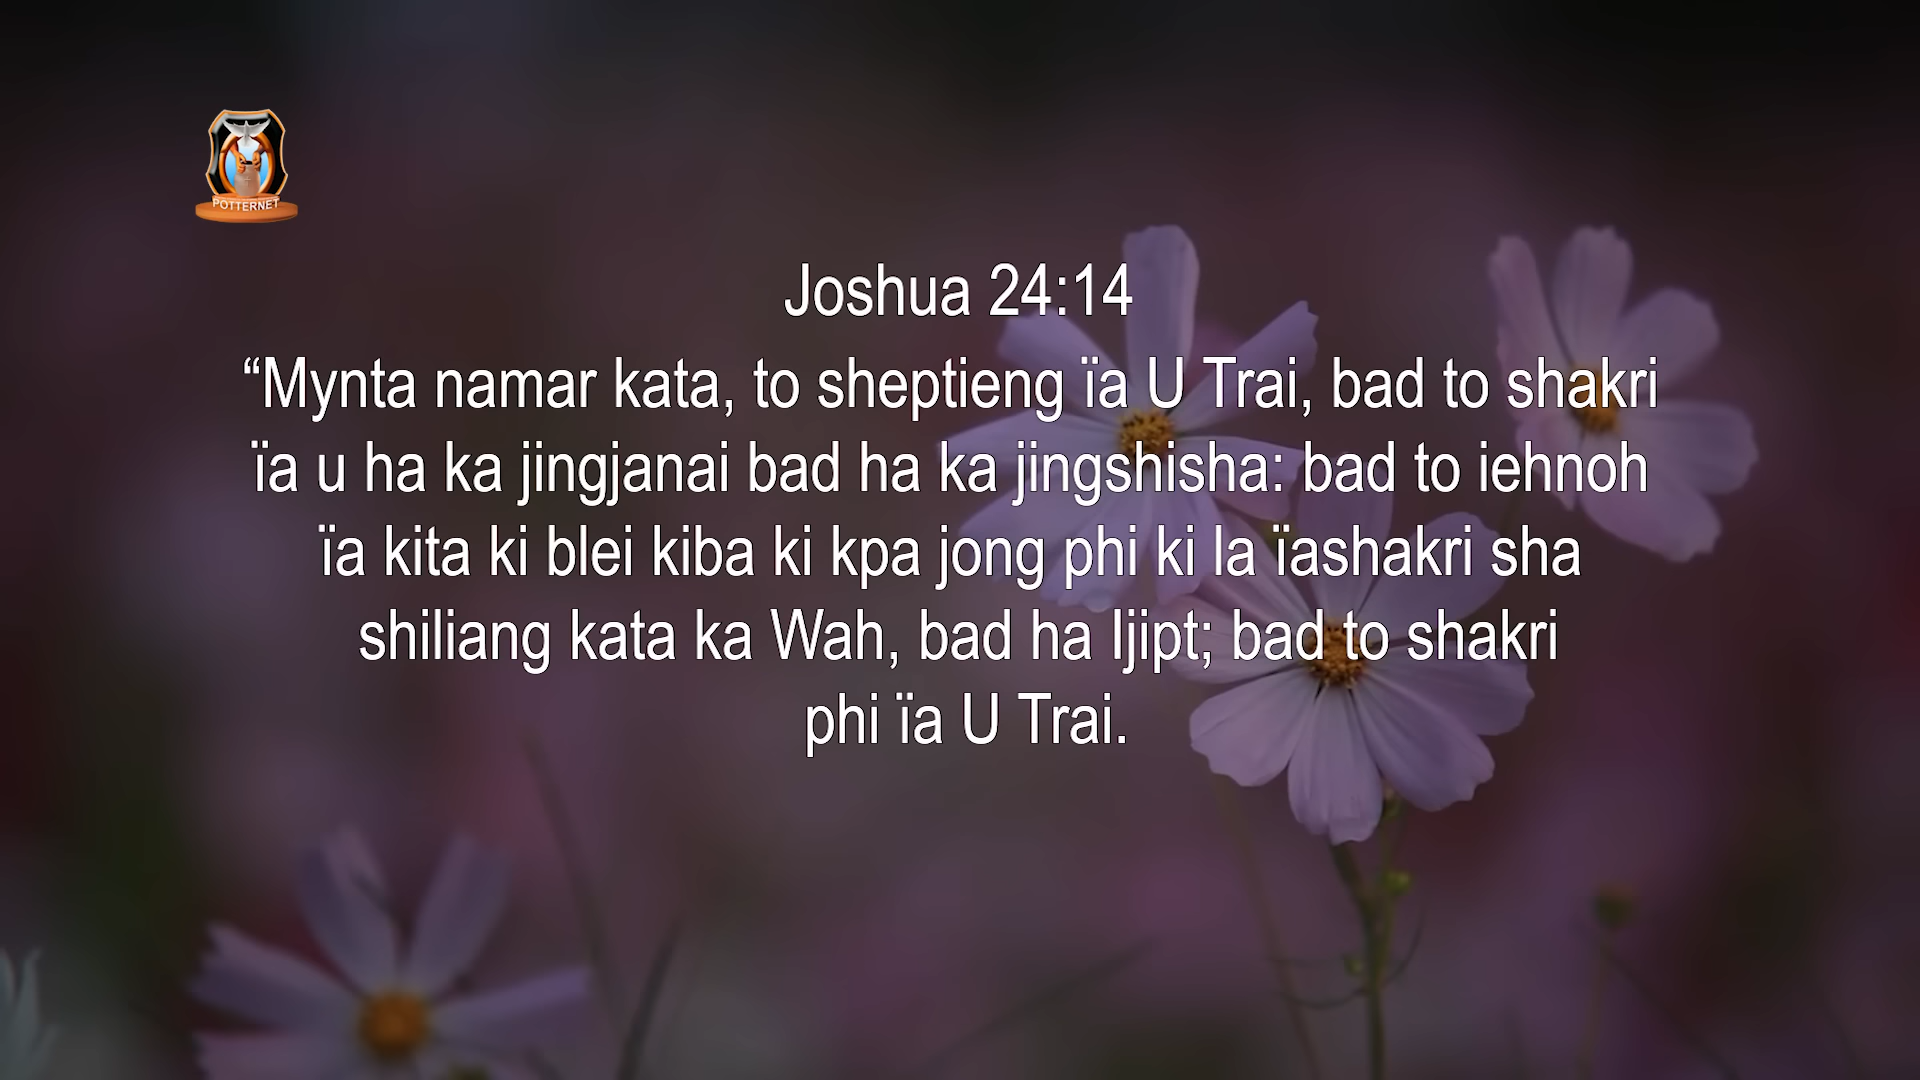 POTTERNET
Joshua 24:14
“Mynta namar kata, to sheptieng ïa U Trai, bad to shakri
ïa u ha ka jingjanai bad ha ka jingshisha: bad to iehnoh
ïa kita ki blei kiba ki kpa jong phi ki la ïashakri sha
shiliang kata ka Wah, bad ha Ijipt; bad to shakri
phi ïa U Trai.